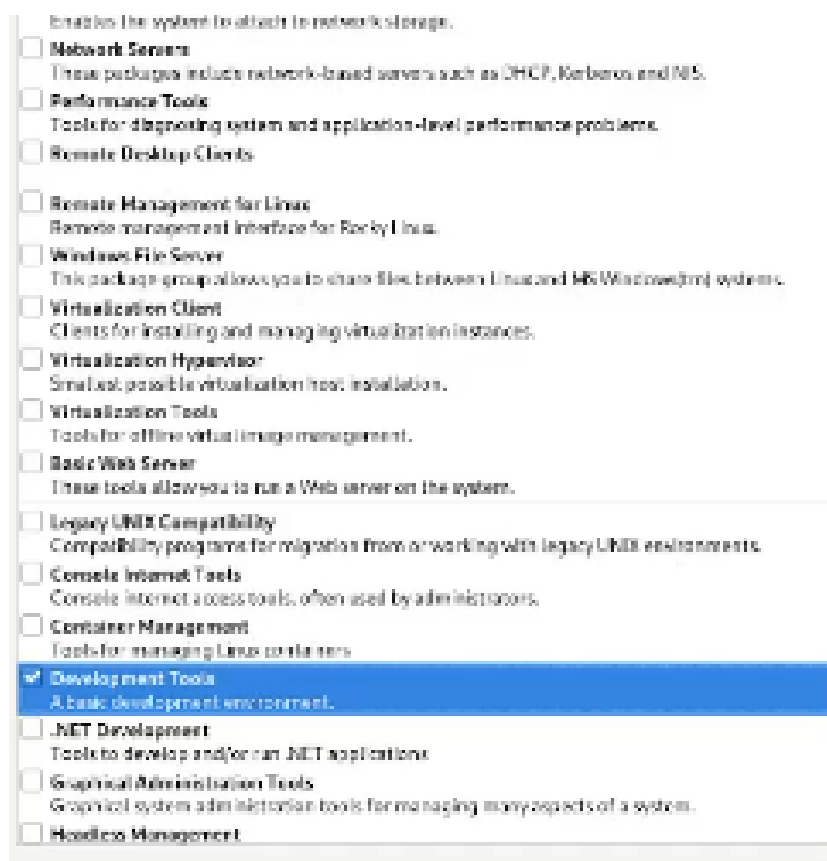 Enables the system to attach to network storage.
Network Servers
These packages include network-based servers such as DHCP, Kerberos and NIS.
Performance Tools
Tools for diagnosing system and application-level performance problems.
Remote Desktop Clients
Remote Management for Linux
Remote management interface for Rocky Linux.
Windows File Server
This package group allows you to share files between Linux and MS Windows(tm) systems.
Virtualization Client
Clients for installing and managing virtualization instances.
Virtualization Hypervisor
Smallest possible virtualization host installation.
Virtualization Tools
Tools for offline virtual image management.
Basic Web Server
These tools allow you to run a Web server on the system.
Legacy UNIX Compatibility
Compatibility programs for migration from or working with legacy UNIX environments.
Console Internet Tools
Console internet access tools, often used by administrators.
Container Management
Tools for managing Linux containers
Development Tools
A basic development environment.
.NET Development
Tools to develop and/or run .NET applications
Graphical Administration Tools
Graphical system administration tools for managing many aspects of a system.
Headless Management